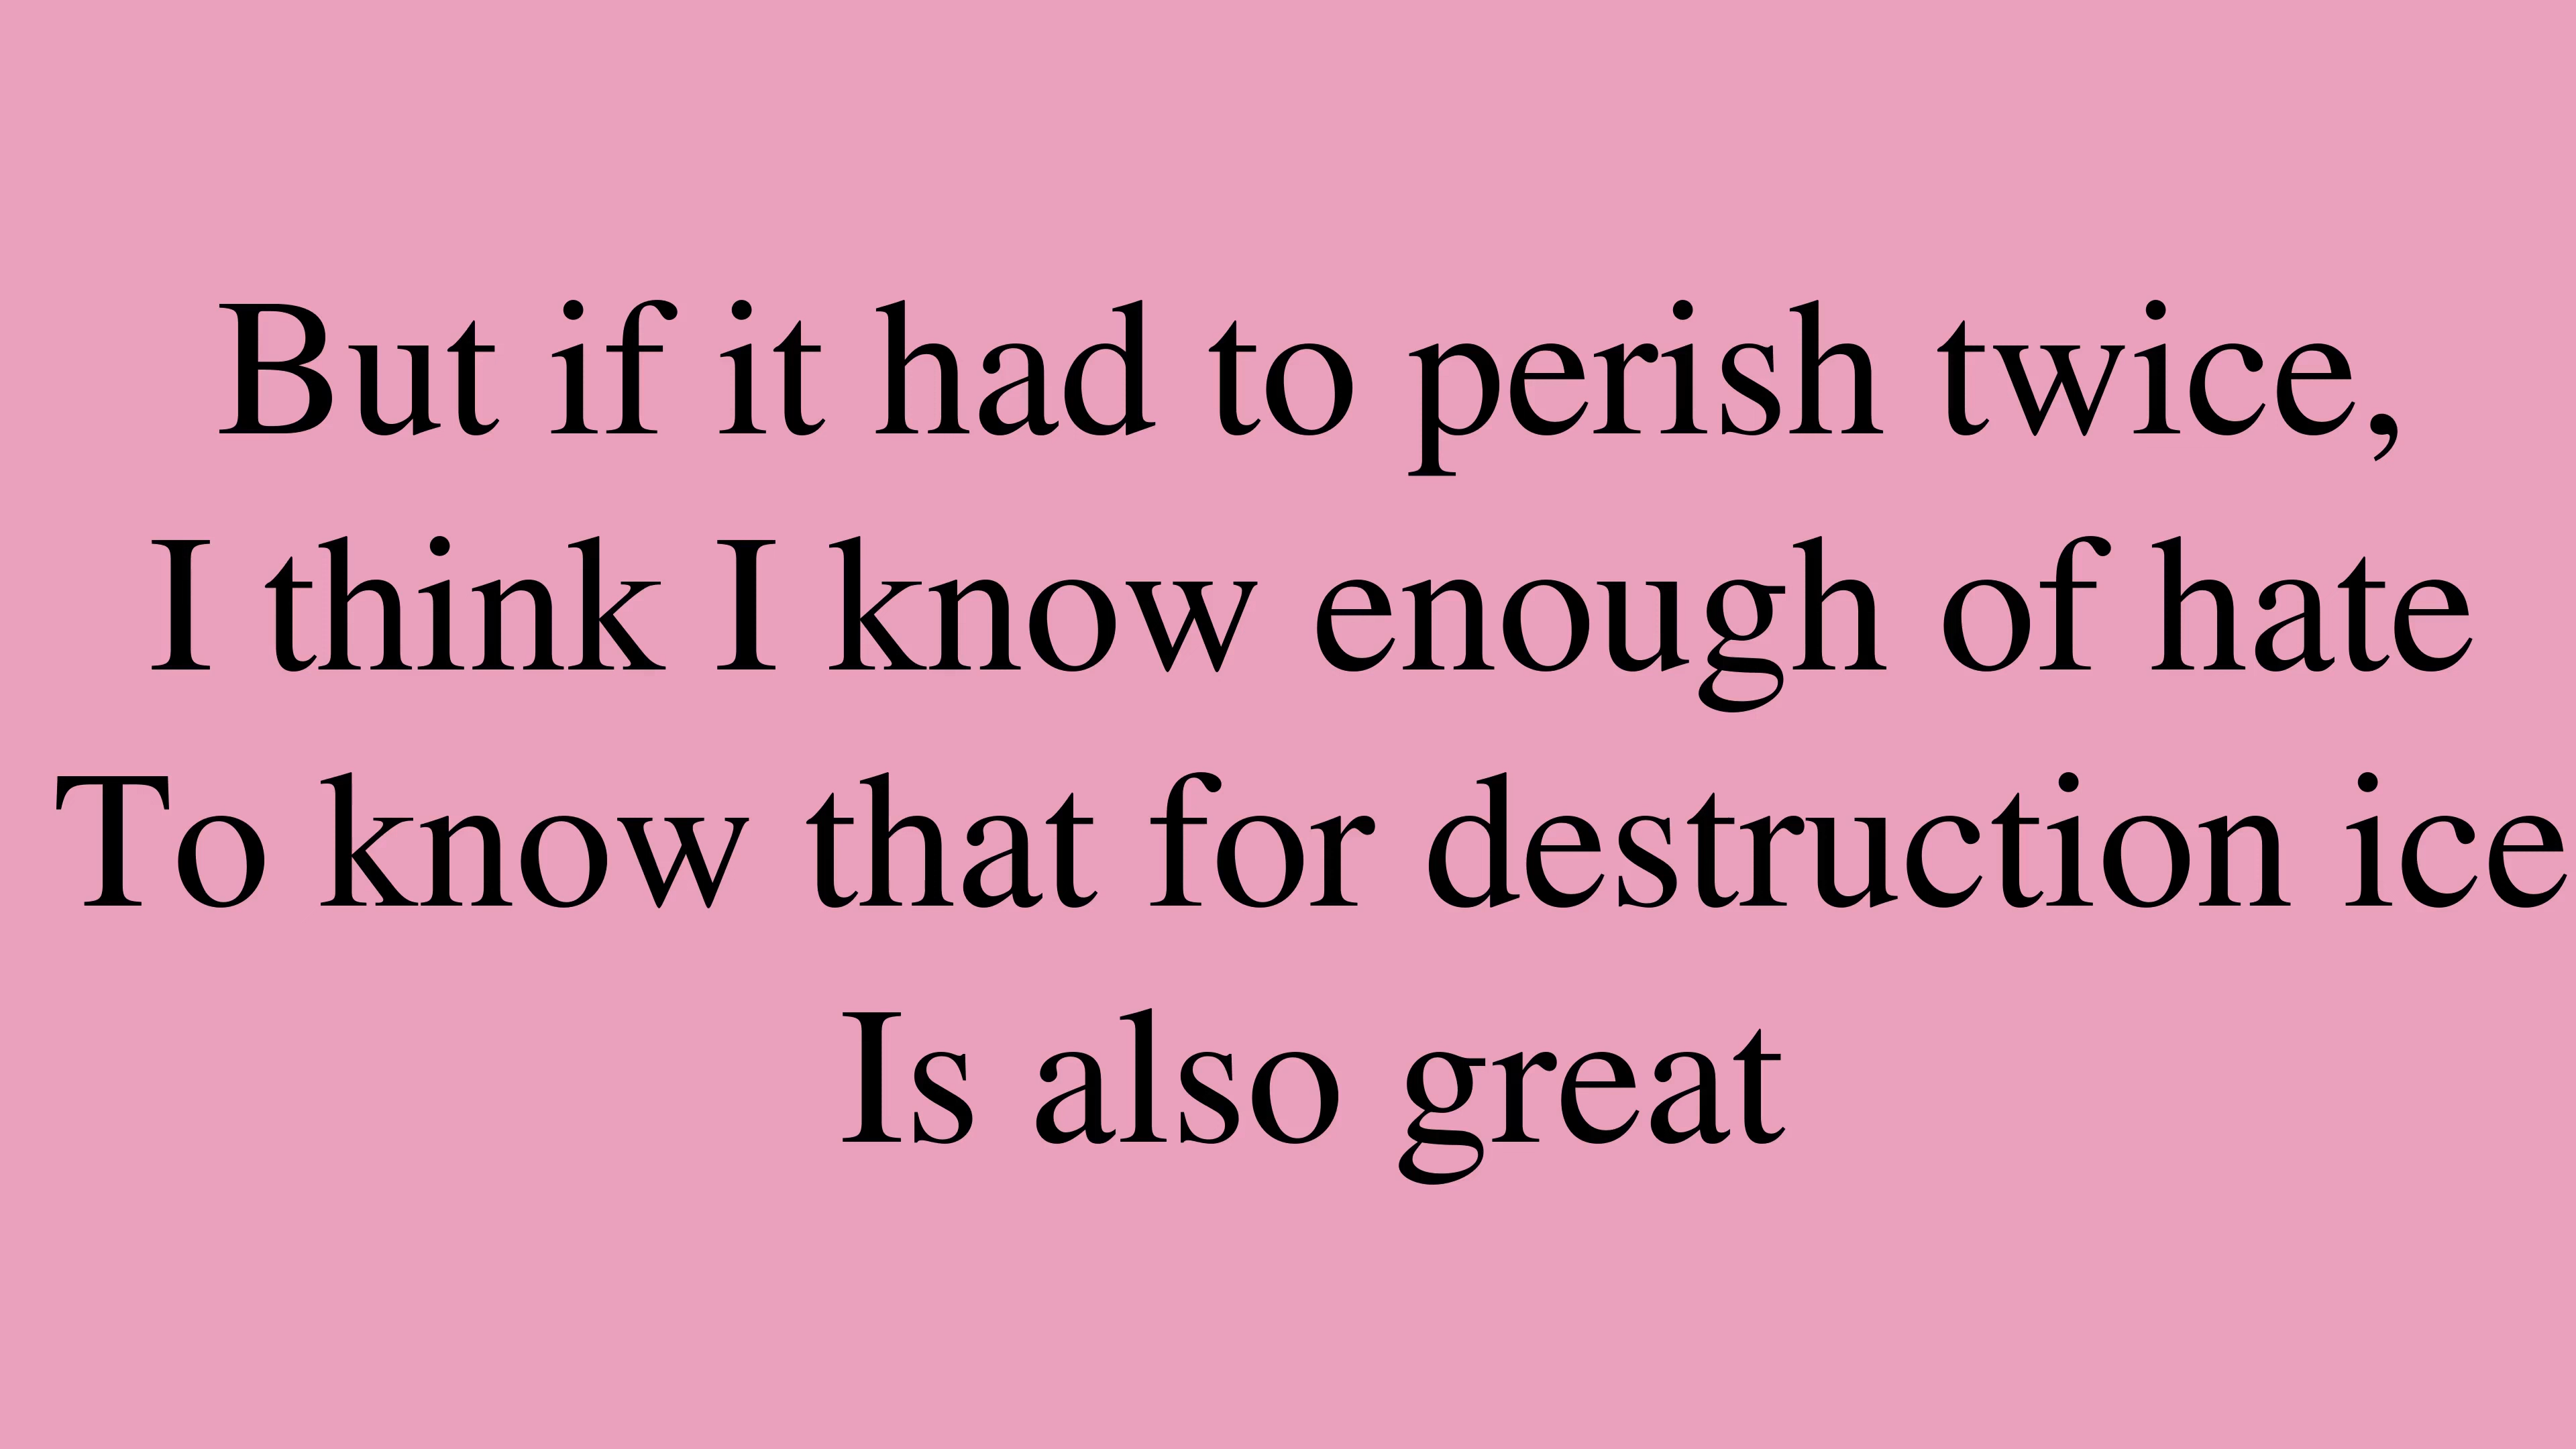 But if it had to perish twice,
I think I know enough of hate
To know that for destruction ice
Is also great